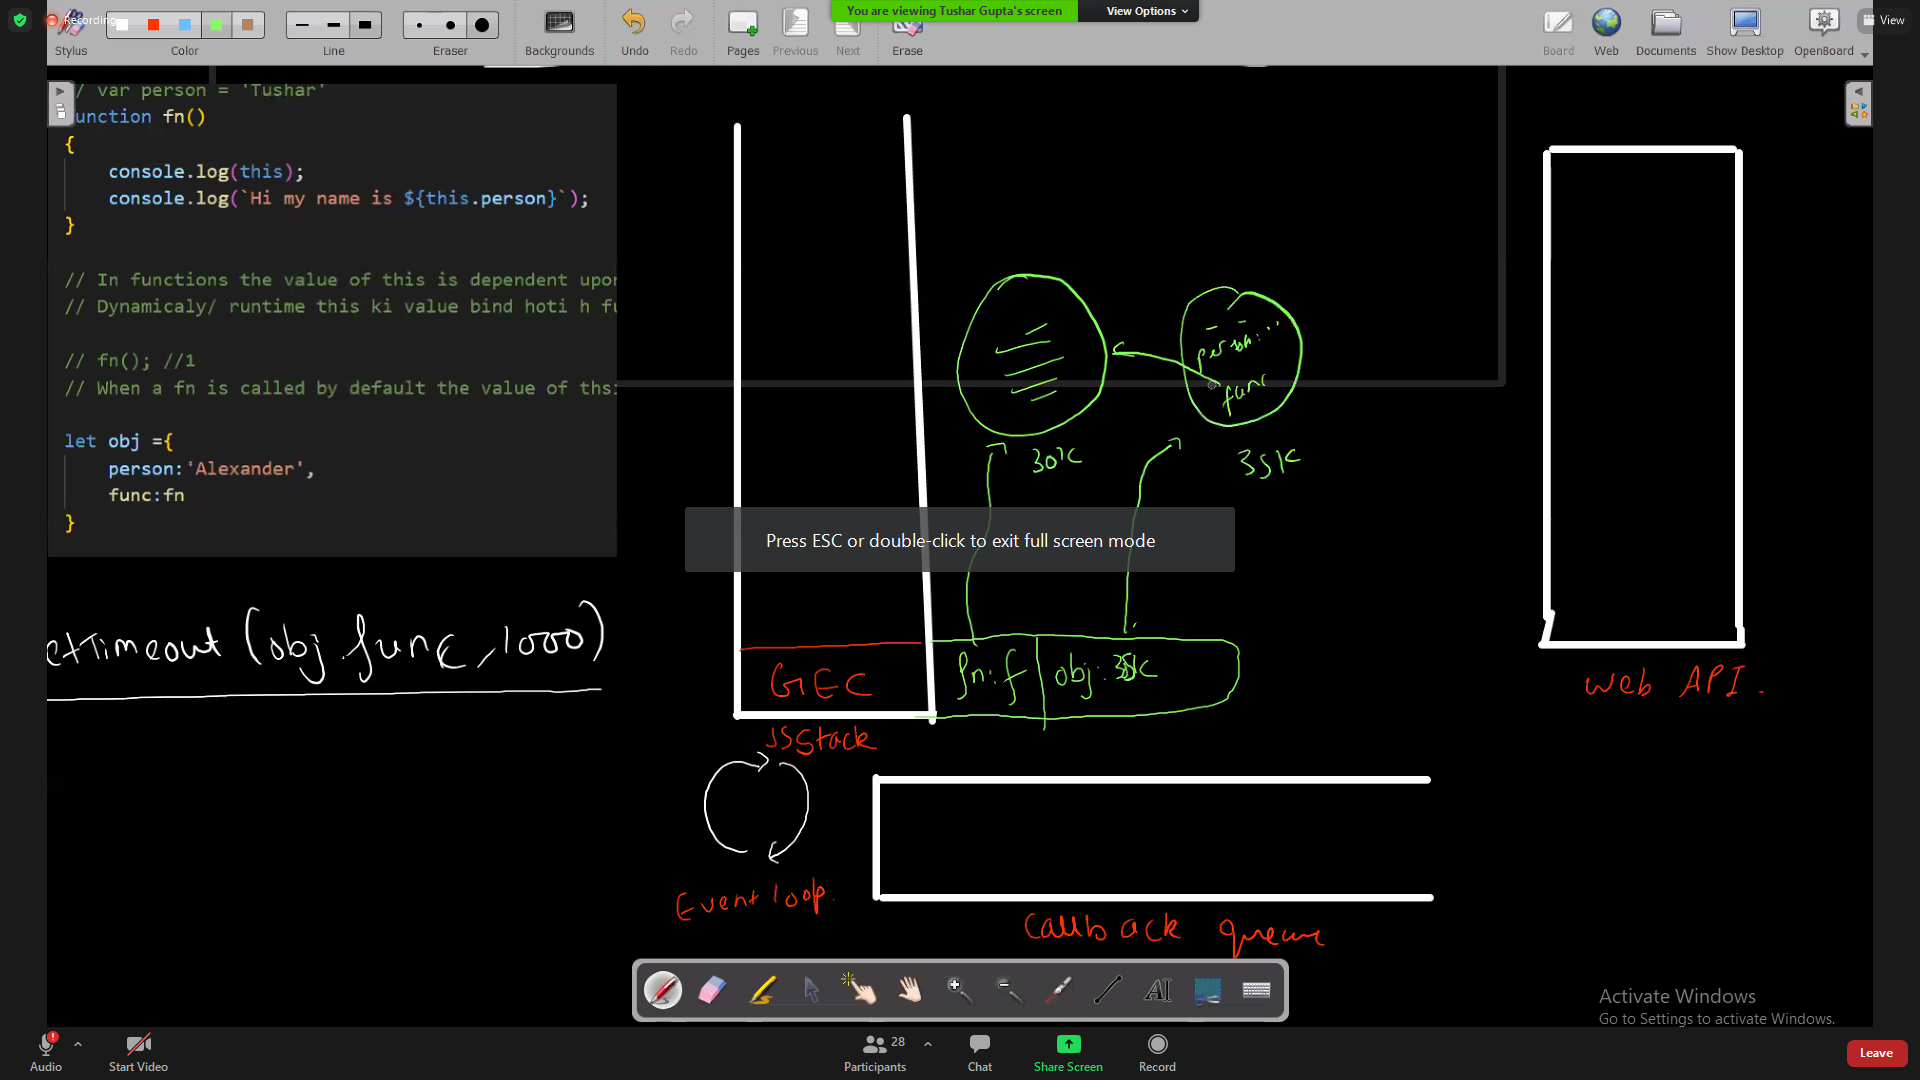 Recording
You are viewing Tushar Gupta's screen
View Options
View
Stylus
Color
Line
Eraser
Backgrounds
Undo
Redo
Pages
Previous
Next
Erase
Board
Web
Documents
Show Desktop
OpenBoard
/ var person = 'Tushar'
unction fn()
{
console.log(this);
console.log(`Hi my name is ${this.person}`);
}
// In functions the value of this is dependent upon
// Dynamicaly/ runtime this ki value bind hoti h fu
// fn(); //1
// When a fn is called by default the value of ths:
let obj ={
person:'Alexander',
func:fn
}
etTimeout (obj.func, 1000)
person:...
func
30K
35K
Press ESC or double-click to exit full screen mode
GEC
fn: f
obj: 35K
JS Stack
Web API.
Event loop.
Callback queue
Activate Windows
Go to Settings to activate Windows.
Audio
Start Video
28
Participants
Chat
Share Screen
Record
Leave